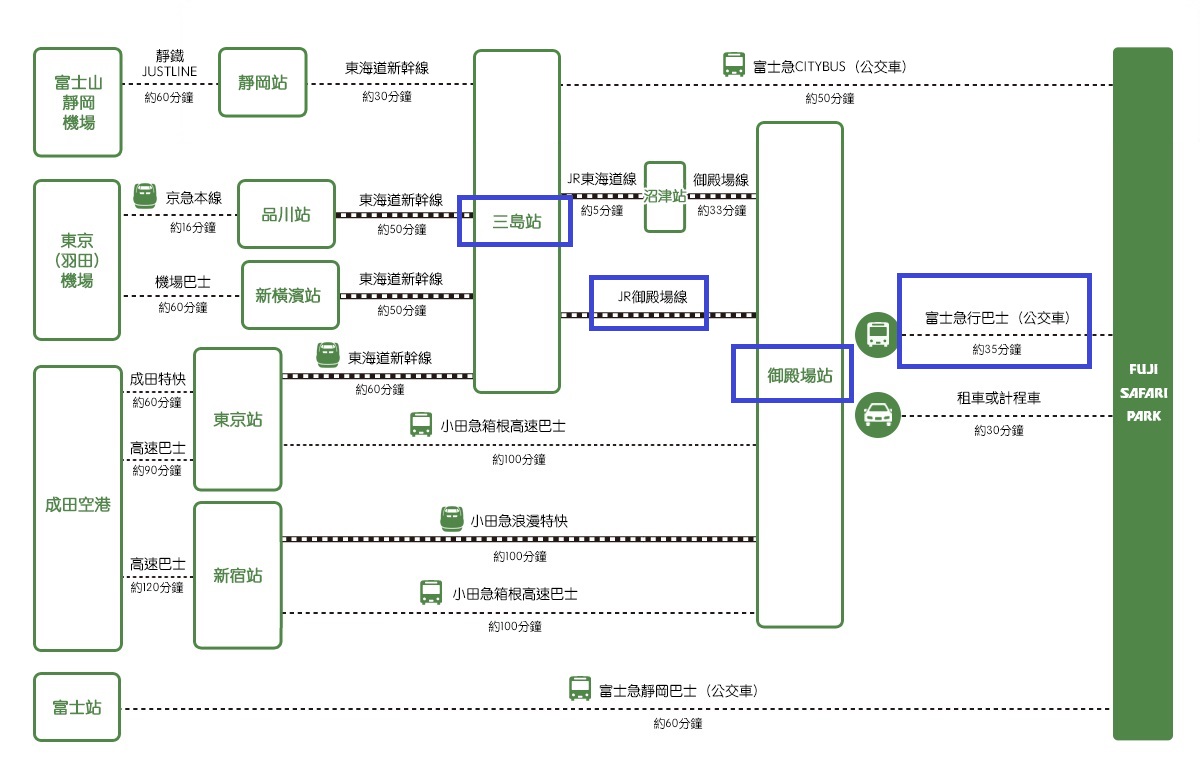 靜鐵
JUSTLINE
約60分鐘
富士山
靜岡
機場
靜岡站
東海道新幹線
約30分鐘
富士急CITYBUS（公交車）
約50分鐘
東京
（羽田）
機場
京急本線
約16分鐘
品川站
東海道新幹線
約50分鐘
機場巴士
約60分鐘
新橫濱站
東海道新幹線
約50分鐘
三島站
JR東海道線
約5分鐘
沼津站
御殿場線
約33分鐘
JR御殿場線
成田空港
成田特快
約60分鐘
高速巴士
約90分鐘
東京站
東海道新幹線
約60分鐘
小田急箱根高速巴士
約100分鐘
高速巴士
約120分鐘
新宿站
小田急浪漫特快
約100分鐘
小田急箱根高速巴士
約100分鐘
御殿場站
富士急行巴士（公交車）
約35分鐘
租車或計程車
約30分鐘
富士站
富士急靜岡巴士（公交車）
約60分鐘
FUJI
SAFARI
PARK